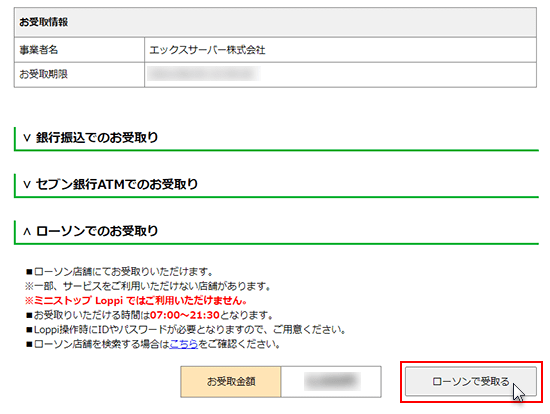 お受取情報
事業者名 エックスサーバー株式会社
お受取期限
∨ 銀行振込でのお受取り
∨ セブン銀行ATMでのお受取り
∧ ローソンでのお受取り
■ローソン店舗にてお受取りいただけます。
※一部、サービスをご利用いただけない店舗があります。
※ミニストップ Loppi ではご利用いただけません。
■お受取りいただける時間は07:00～21:30となります。
■Loppi操作時にIDやパスワードが必要となりますので、ご用意ください。
■ローソン店舗を検索する場合はこちらをご確認ください。
お受取金額 ローソンで受取る